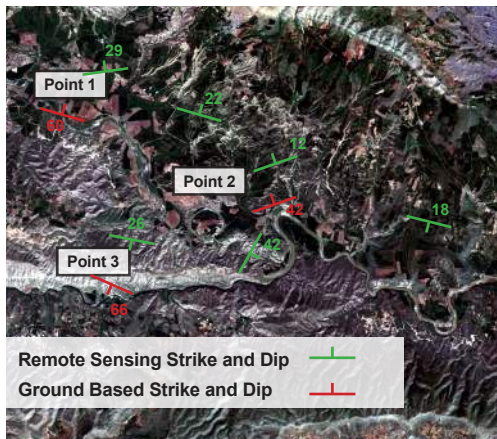 29
Point 1
22
60
12
Point 2
42
18
26
42
Point 3
66
Remote Sensing Strike and Dip
Ground Based Strike and Dip